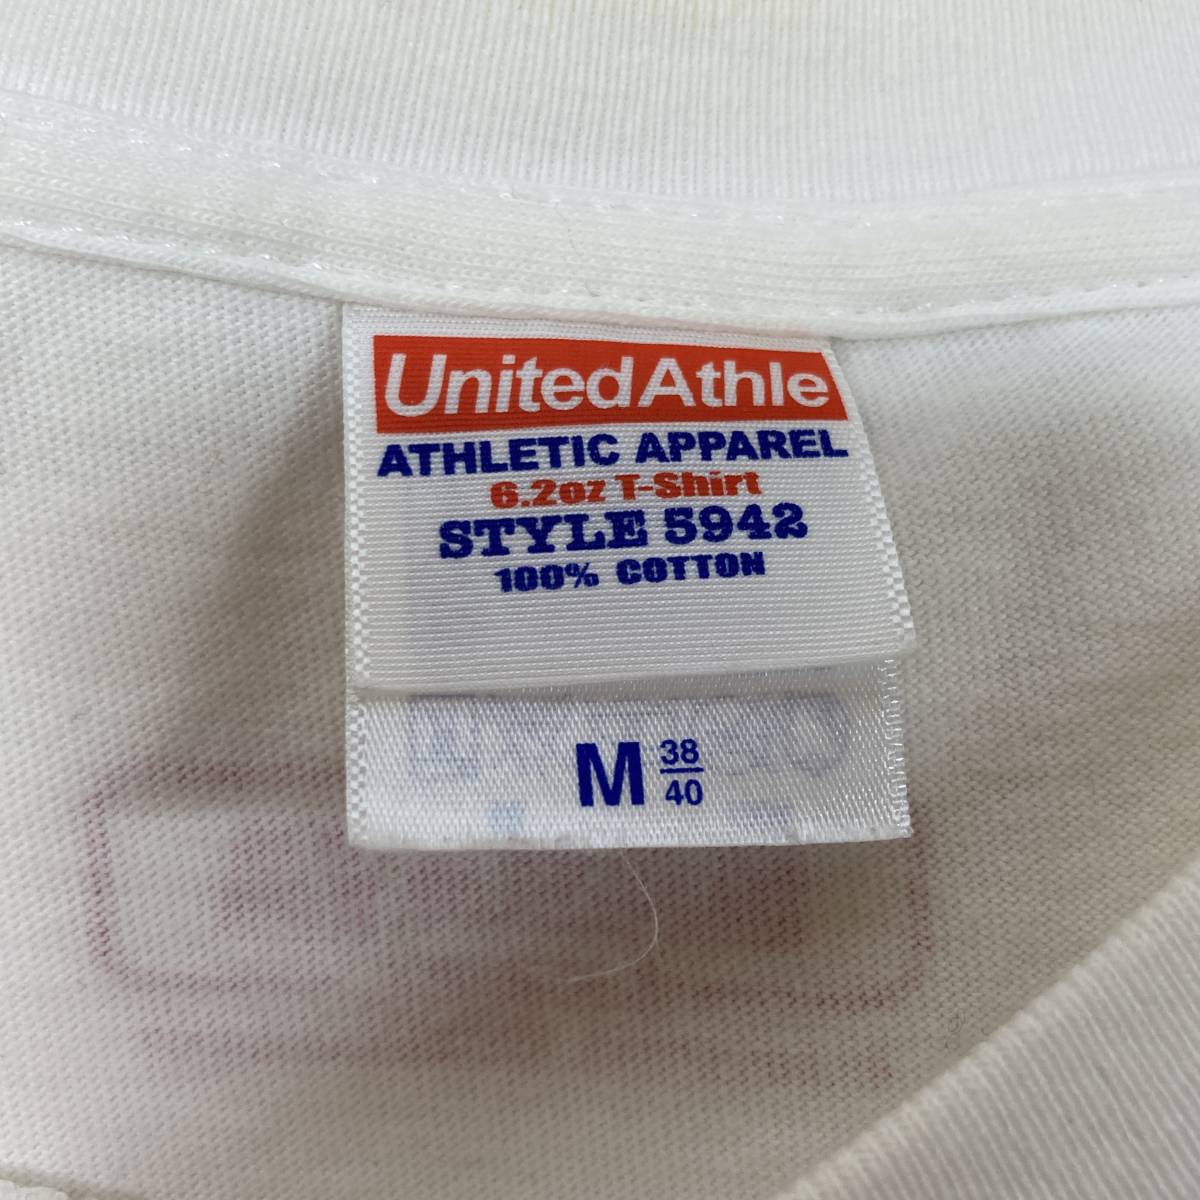 UnitedAthle
ATHLETIC APPAREL
6.2oz T-Shirt
STYLE 5942
100% COTTON
M 38/40